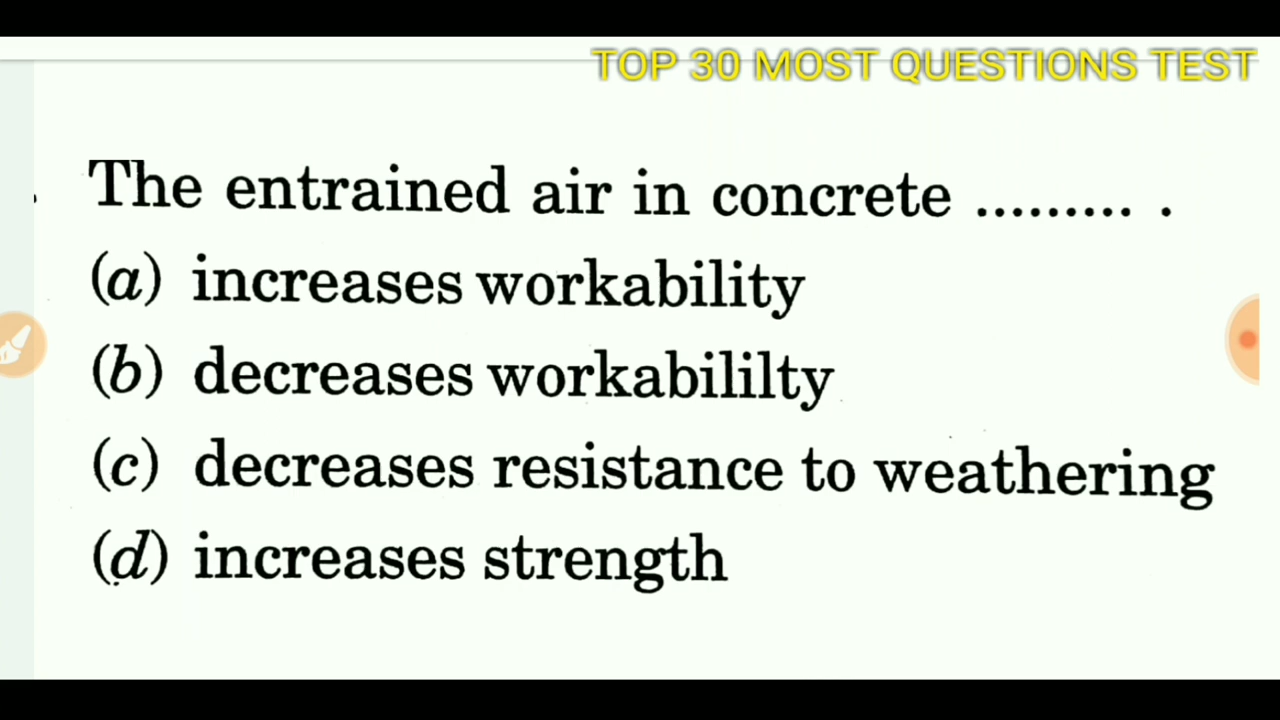 TOP 30 MOST QUESTIONS TEST
The entrained air in concrete ......... .
(a) increases workability
(b) decreases workabililty
(c) decreases resistance to weathering
(d) increases strength